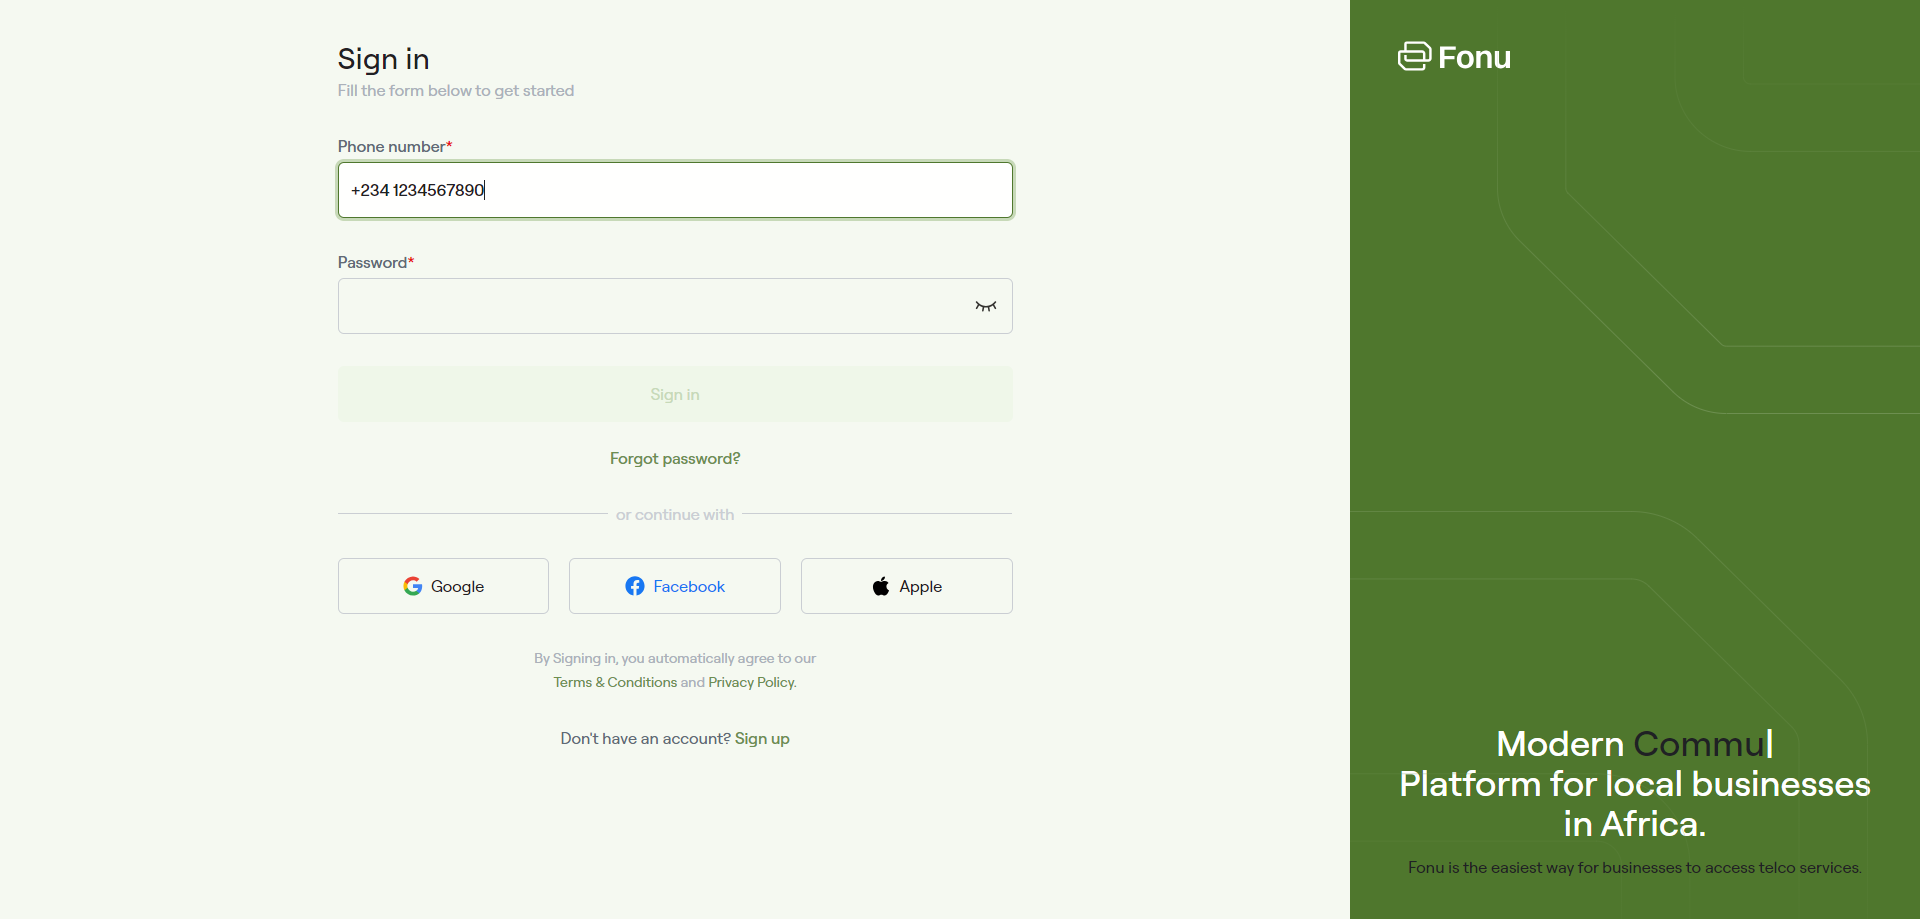 Sign in
Fill the form below to get started
Phone number*
+234 1234567890
Password*
Sign in
Forgot password?
or continue with
Google
Facebook
Apple
By Signing in, you automatically agree to our
Terms & Conditions and Privacy Policy.
Don't have an account? Sign up
Fonu
Modern Commu
Platform for local businesses
in Africa.
Fonu is the easiest way for businesses to access telco services.